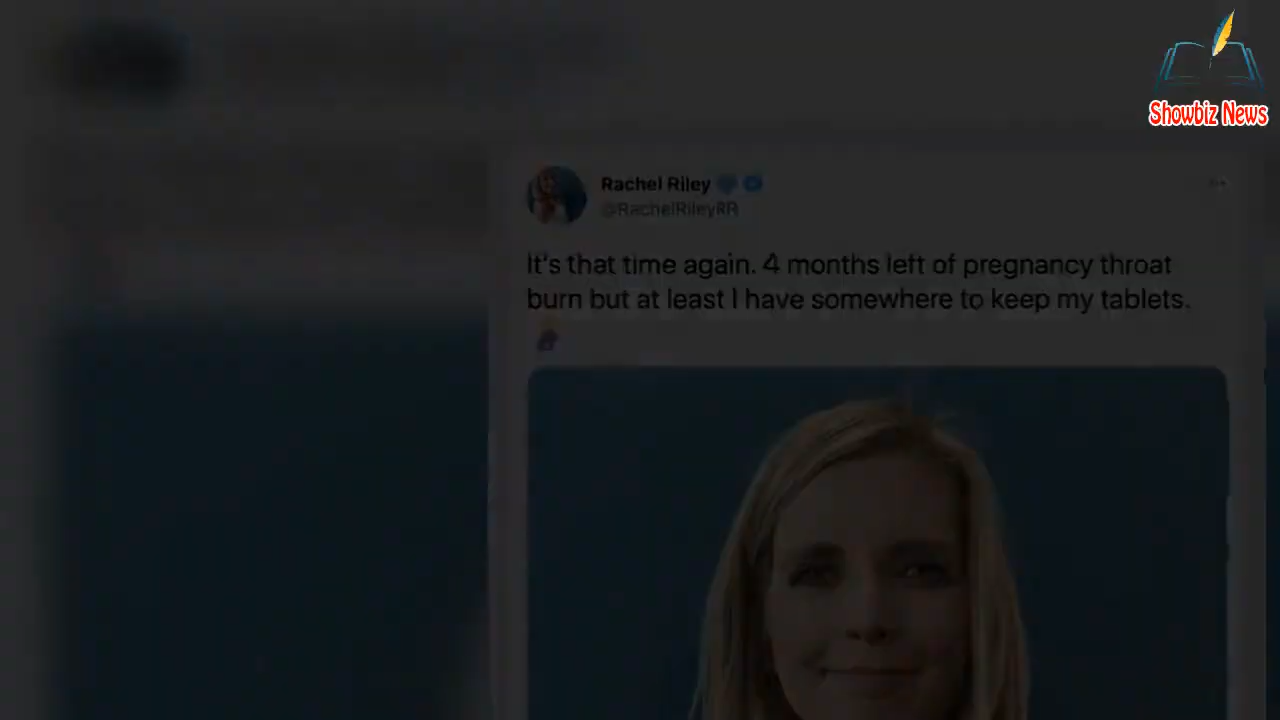 Showbiz News
Rachel Riley
@RachelRileyRR
It's that time again. 4 months left of pregnancy throat
burn but at least I have somewhere to keep my tablets.